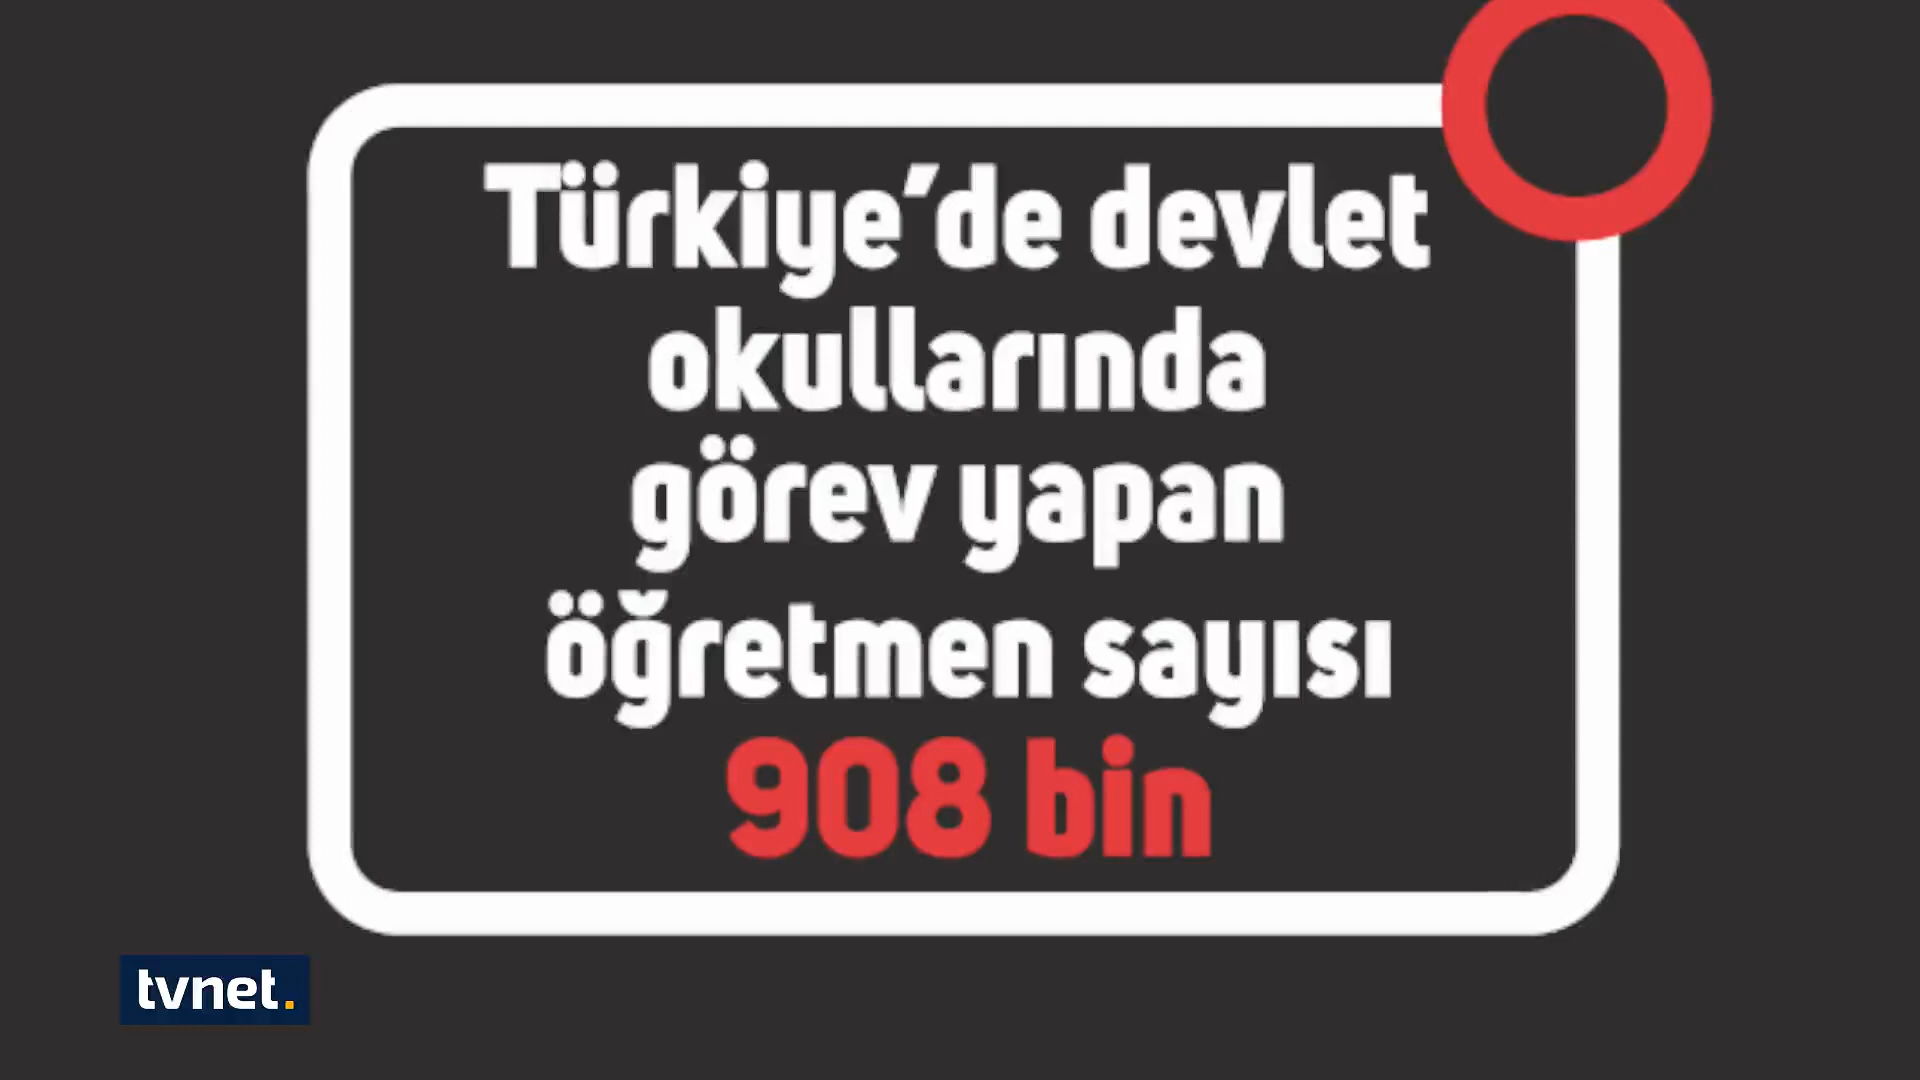 Türkiye'de devlet
okullarında
görev yapan
öğretmen sayısı
908 bin
tvnet.